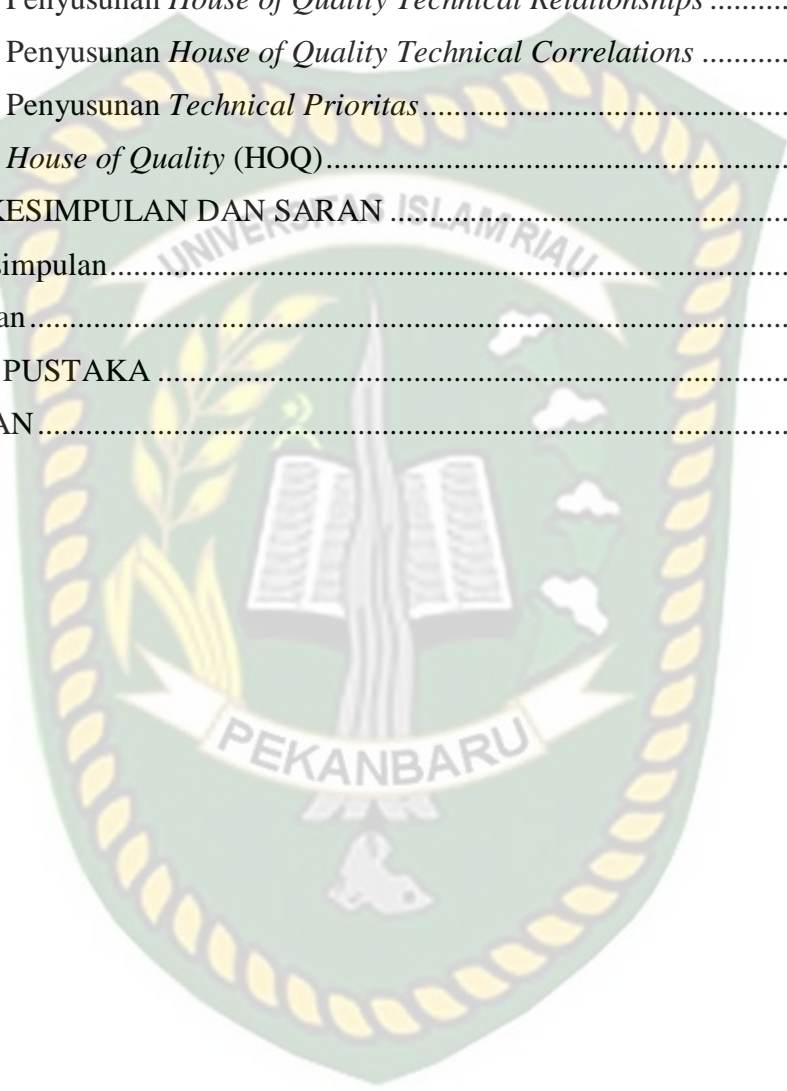 Penyusunan House of Quality Technical Relationships ............
Penyusunan House of Quality Technical Correlations ............
Penyusunan Technical Prioritas ............
House of Quality (HOQ) ............
KESIMPULAN DAN SARAN ............
simpulan ............
an ............
PUSTAKA ............
AN ............
UNIVERSITAS ISLAM RIAU
PEKANBARU